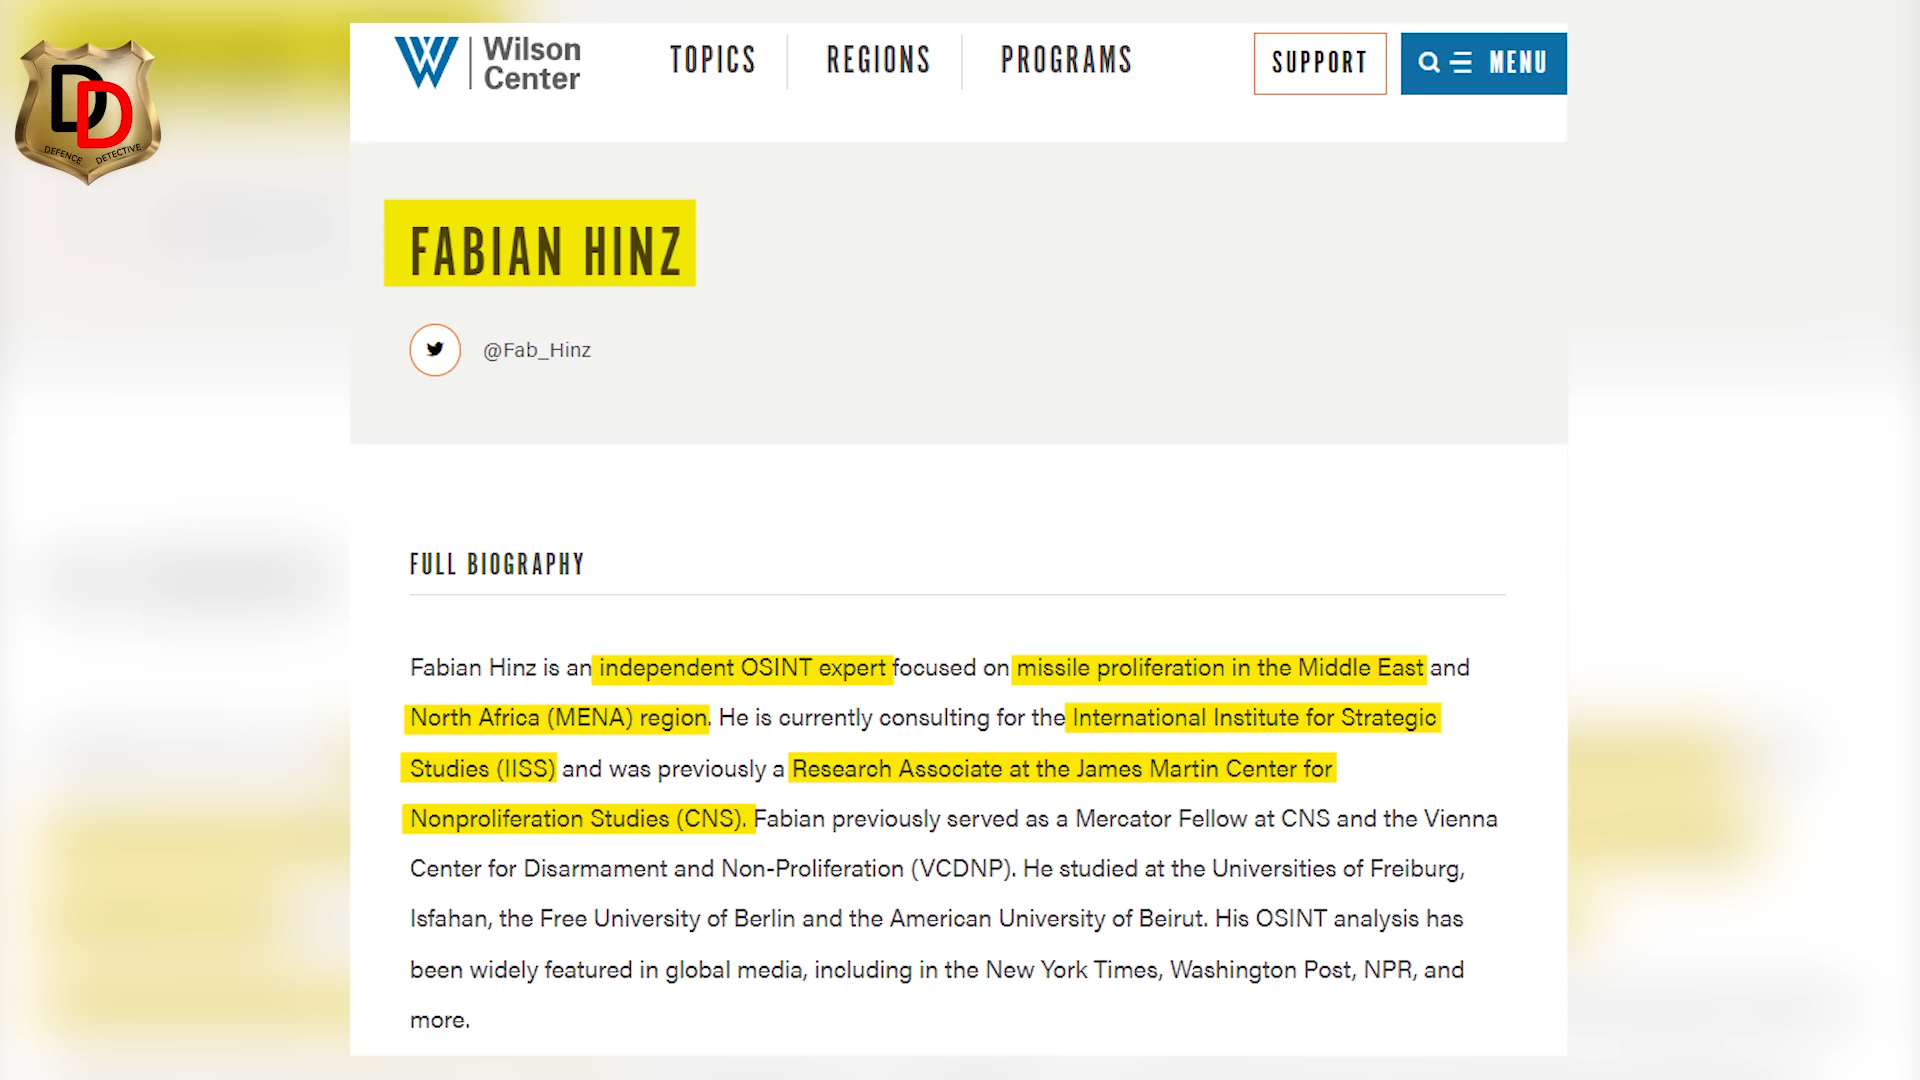 DD
DEFENCE DETECTIVE
Wilson
Center
TOPICS
REGIONS
PROGRAMS
SUPPORT
MENU
FABIAN HINZ
@Fab_Hinz
FULL BIOGRAPHY
Fabian Hinz is an independent OSINT expert focused on missile proliferation in the Middle East and
North Africa (MENA) region. He is currently consulting for the International Institute for Strategic
Studies (IISS) and was previously a Research Associate at the James Martin Center for
Nonproliferation Studies (CNS). Fabian previously served as a Mercator Fellow at CNS and the Vienna
Center for Disarmament and Non-Proliferation (VCDNP). He studied at the Universities of Freiburg,
Isfahan, the Free University of Berlin and the American University of Beirut. His OSINT analysis has
been widely featured in global media, including in the New York Times, Washington Post, NPR, and
more.